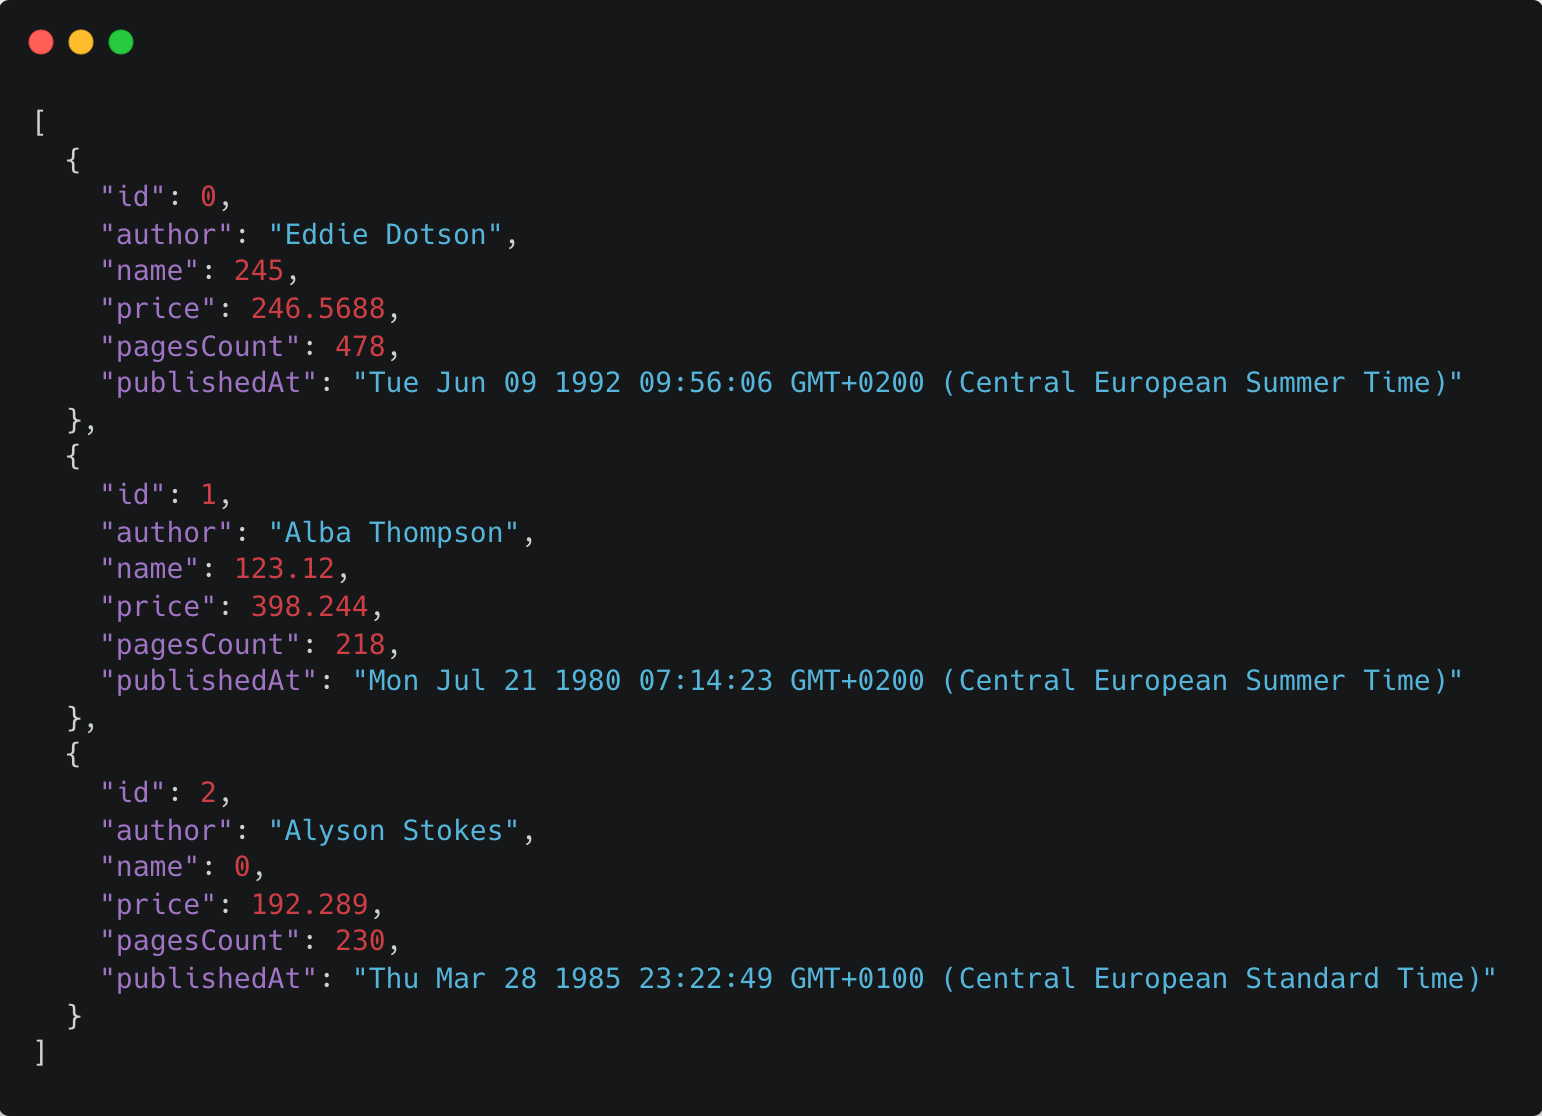 [
  {
    "id": 0,
    "author": "Eddie Dotson",
    "name": 245,
    "price": 246.5688,
    "pagesCount": 478,
    "publishedAt": "Tue Jun 09 1992 09:56:06 GMT+0200 (Central European Summer Time)"
  },
  {
    "id": 1,
    "author": "Alba Thompson",
    "name": 123.12,
    "price": 398.244,
    "pagesCount": 218,
    "publishedAt": "Mon Jul 21 1980 07:14:23 GMT+0200 (Central European Summer Time)"
  },
  {
    "id": 2,
    "author": "Alyson Stokes",
    "name": 0,
    "price": 192.289,
    "pagesCount": 230,
    "publishedAt": "Thu Mar 28 1985 23:22:49 GMT+0100 (Central European Standard Time)"
  }
]